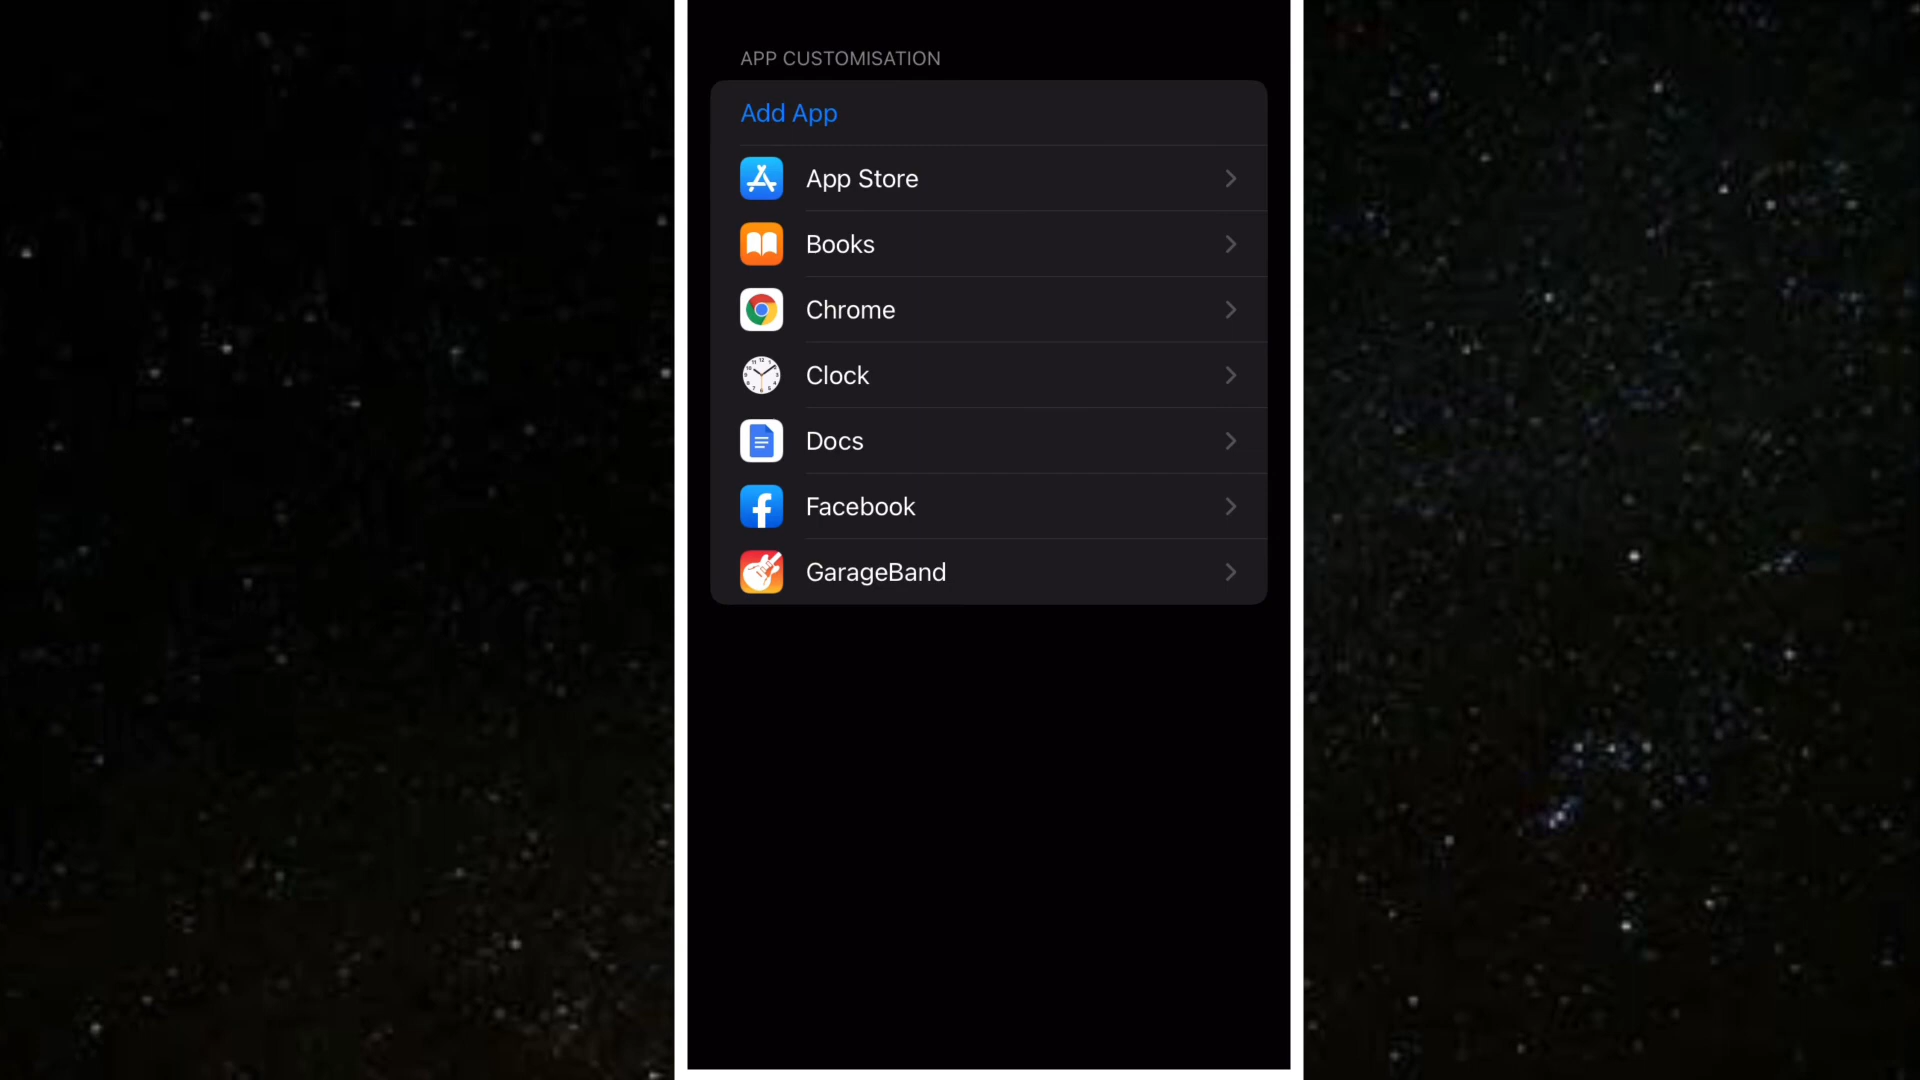 APP CUSTOMISATION
Add App
App Store
Books
Chrome
Clock
Docs
Facebook
GarageBand